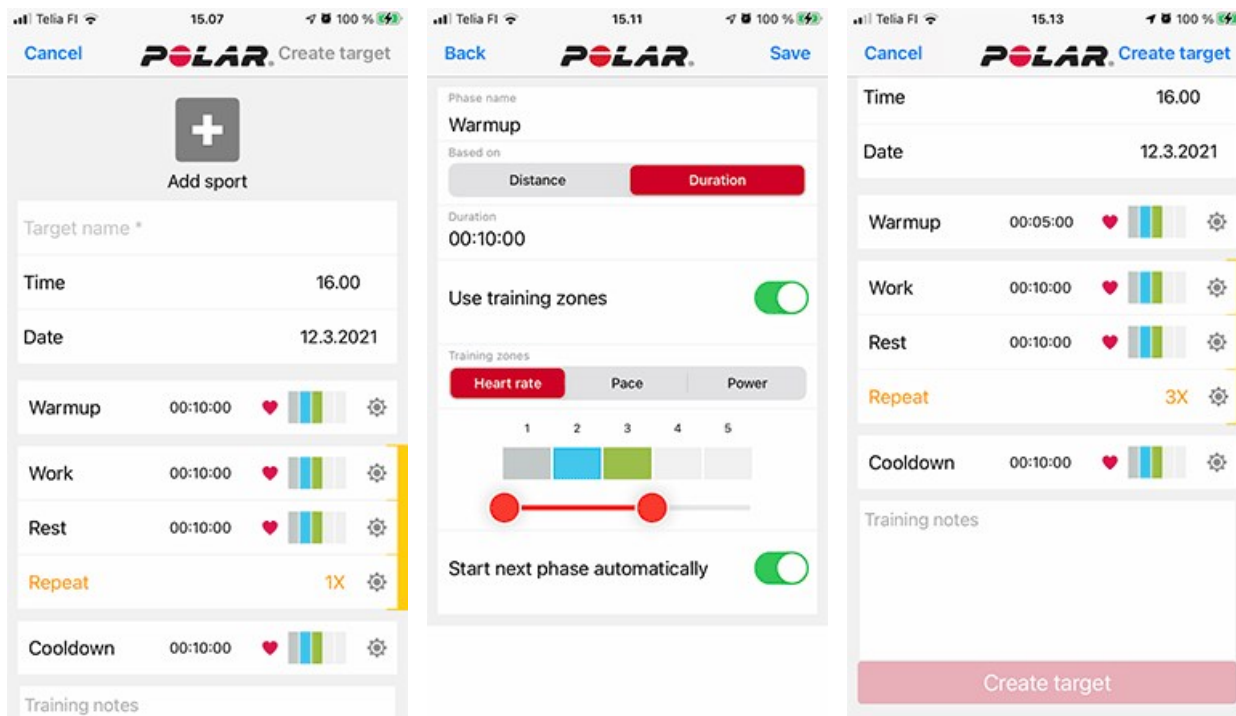 Telia FI 15.07 100 %
Cancel POLAR. Create target
Add sport
Target name *
Time 16.00
Date 12.3.2021
Warmup 00:10:00
Work 00:10:00
Rest 00:10:00
Repeat 1X
Cooldown 00:10:00
Training notes
Telia FI 15.11 100 %
Back POLAR. Save
Phase name
Warmup
Based on
Distance Duration
Duration
00:10:00
Use training zones
Training zones
Heart rate Pace Power
1 2 3 4 5
Start next phase automatically
Telia FI 15.13 100 %
Cancel POLAR. Create target
Time 16.00
Date 12.3.2021
Warmup 00:05:00
Work 00:10:00
Rest 00:10:00
Repeat 3X
Cooldown 00:10:00
Training notes
Create target